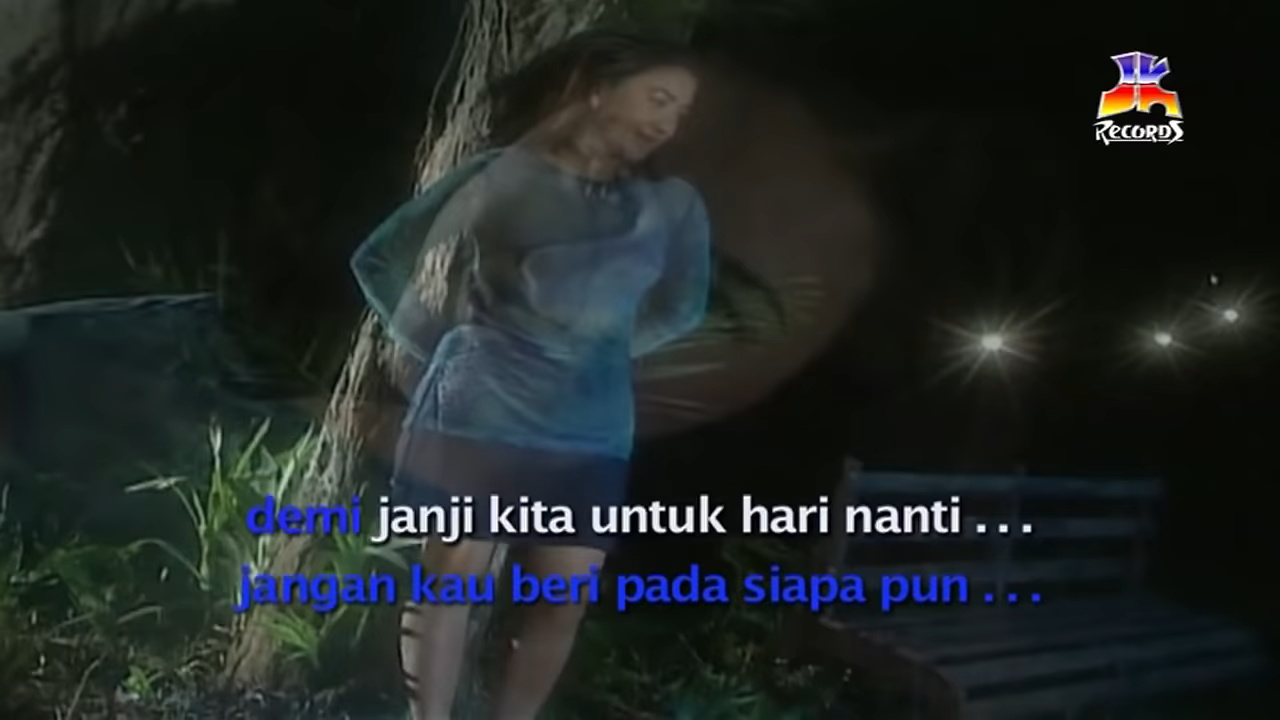 JK
RECORDS
demi janji kita untuk hari nanti . . .
jangan kau beri pada siapa pun . . .